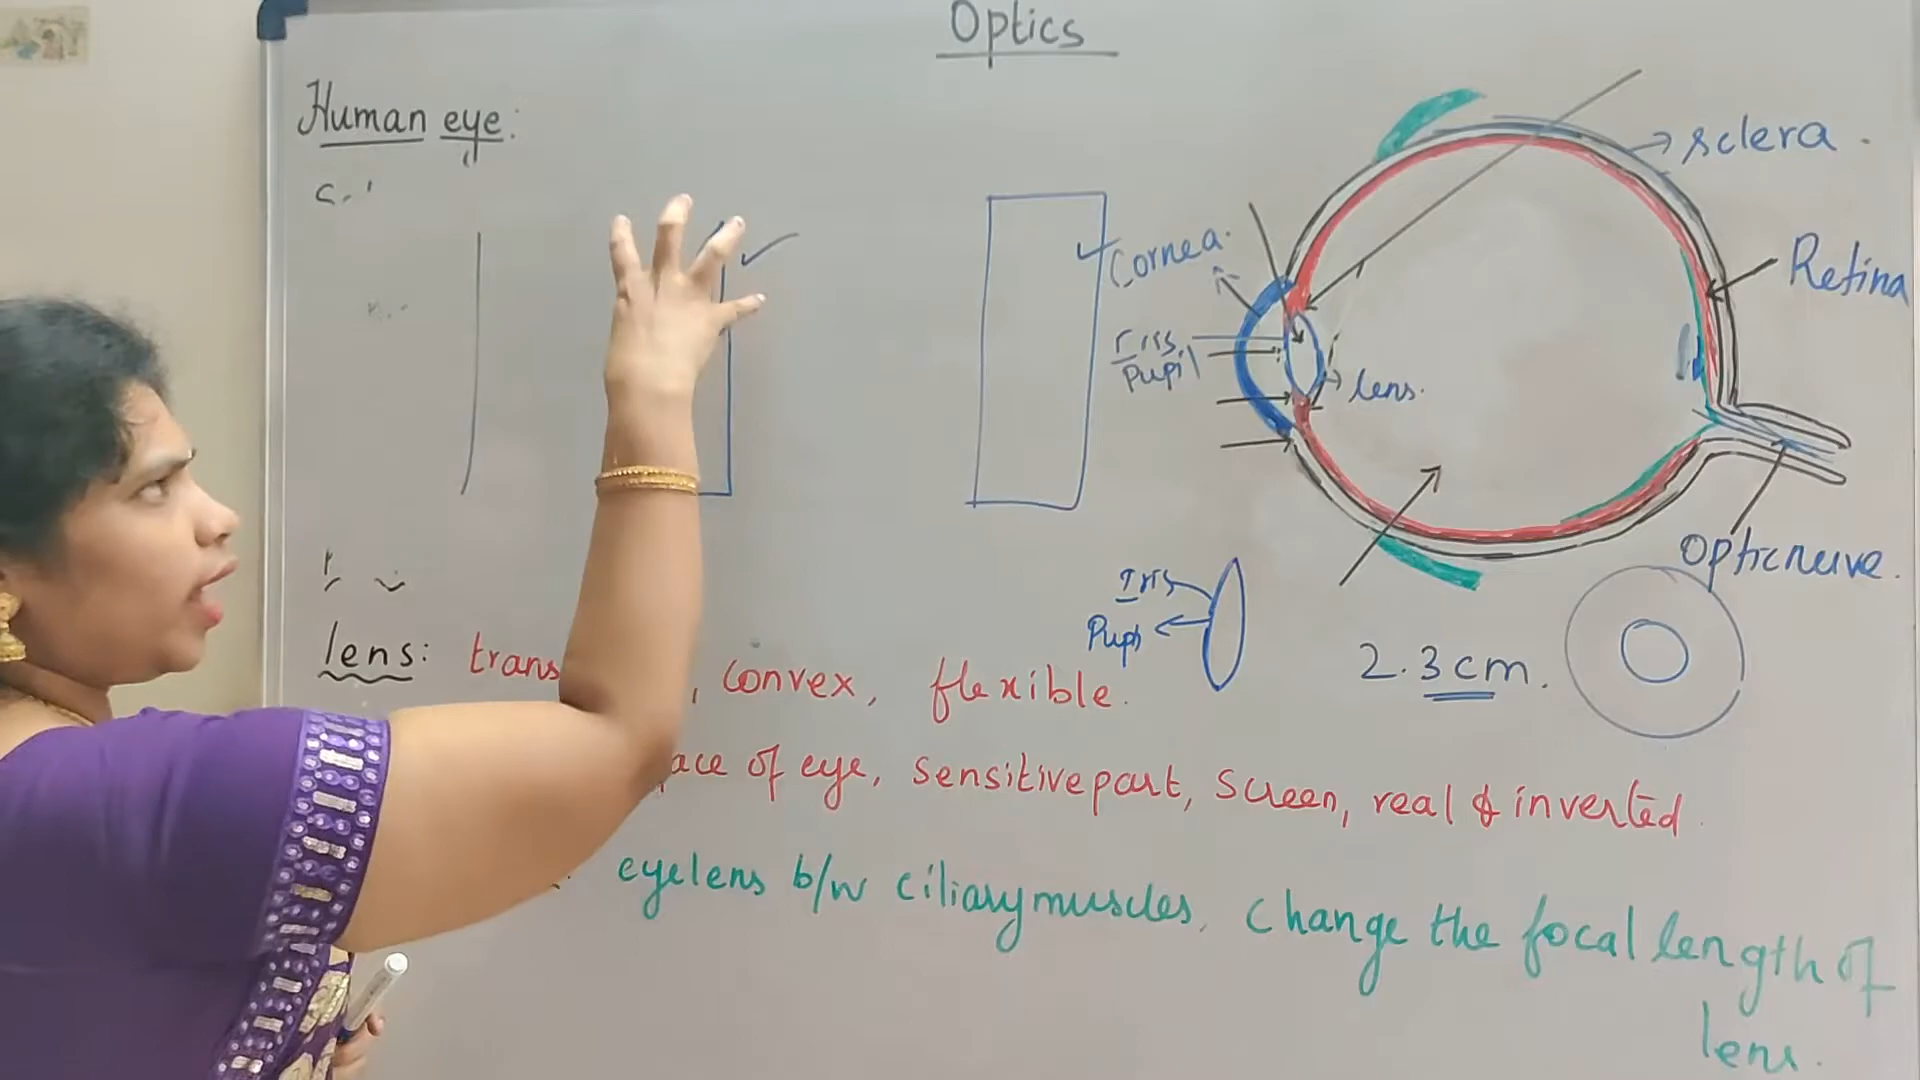 Optics
Human eye:
sclera.
Cornea.
Retina
Iris
Pupil
lens.
Opticnerve.
Iris
Pupi
2.3cm.
lens: trans , convex, flexible.
ace of eye, sensitivepart, screen, real & inverted
eyelens b/w ciliarymuscles, change the focal length of
lens.